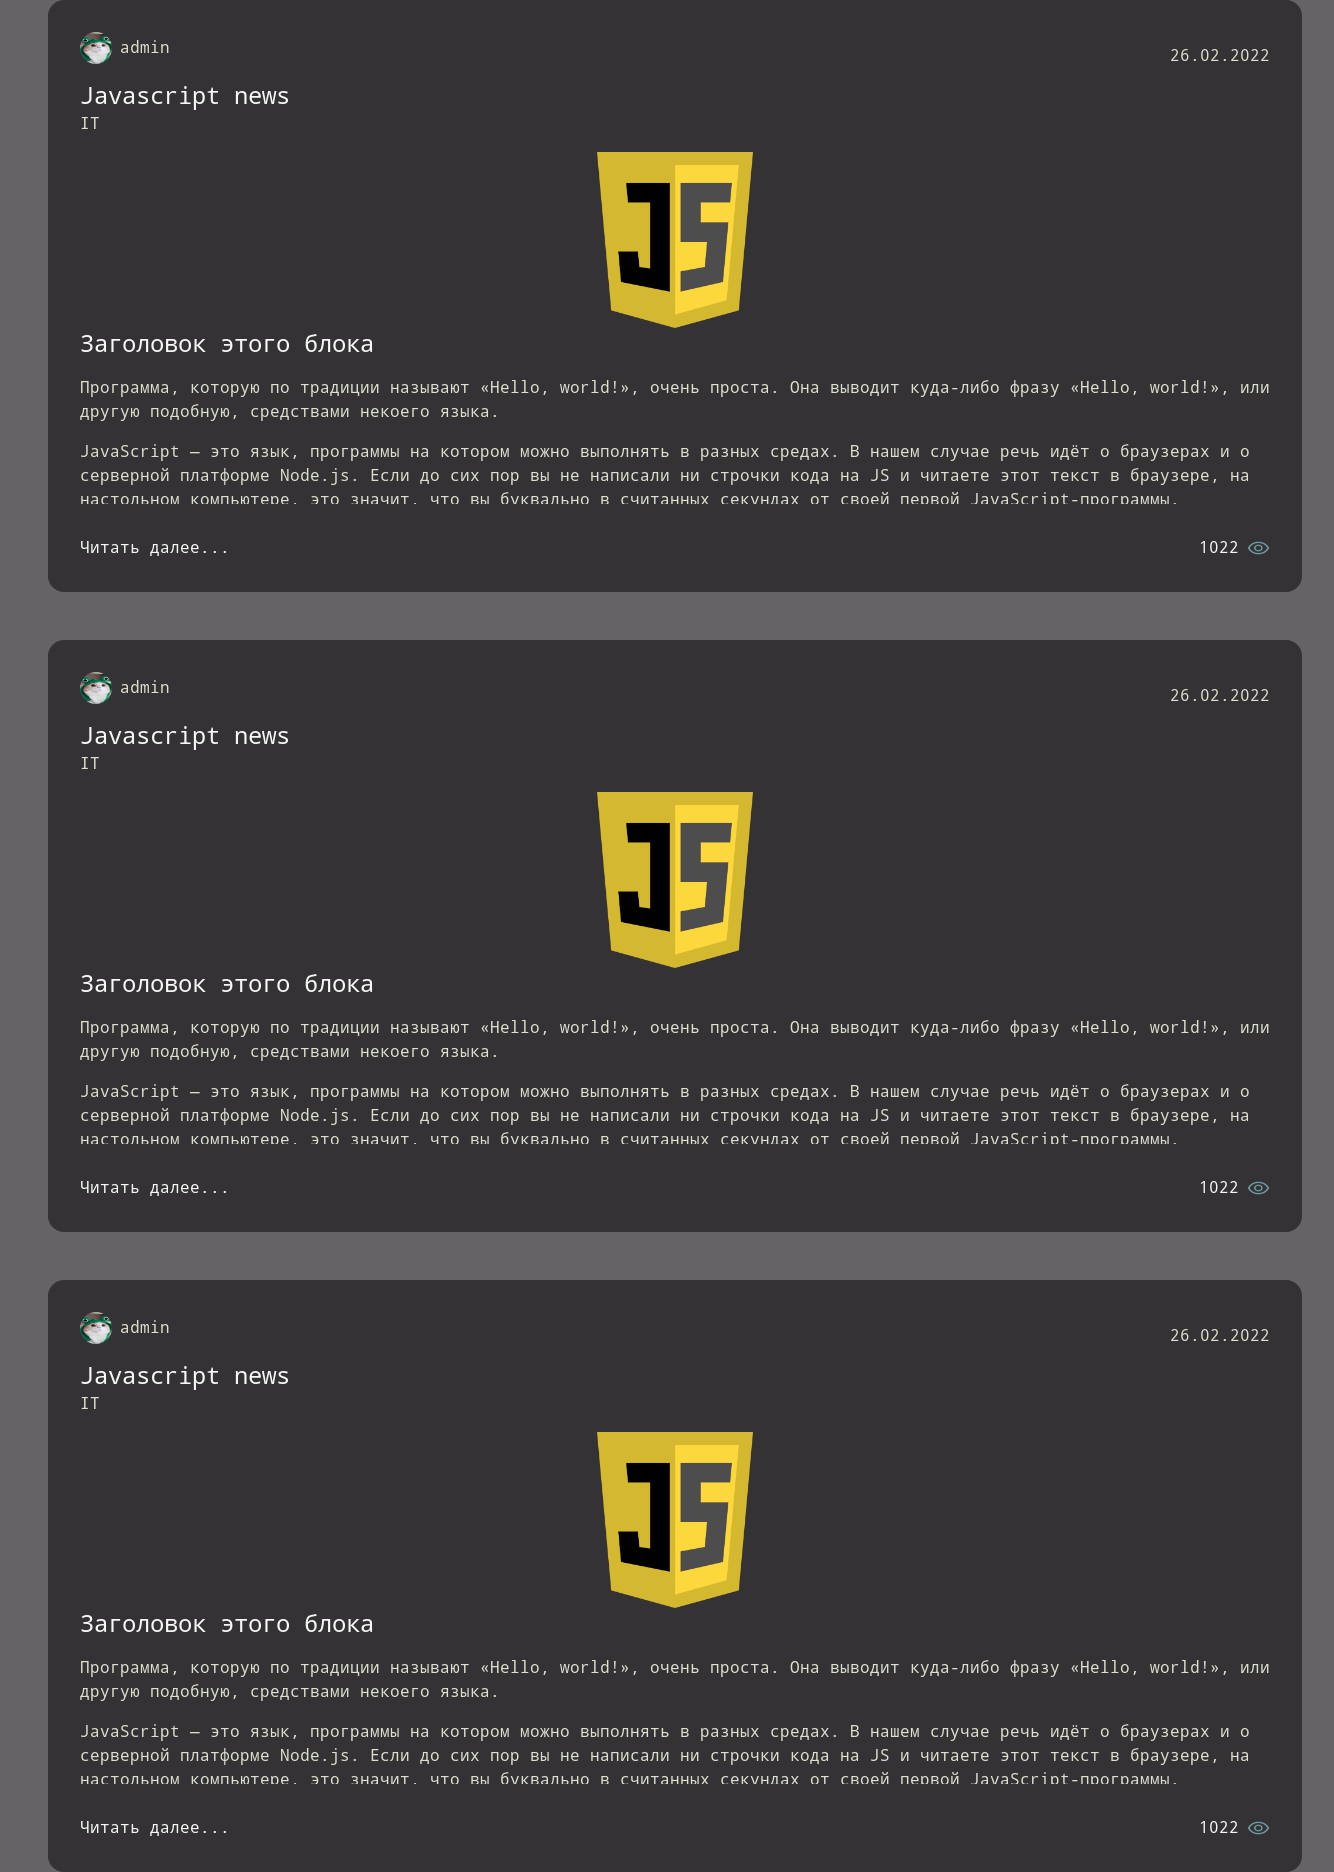 admin
26.02.2022
Javascript news
IT
JS
Заголовок этого блока
Программа, которую по традиции называют «Hello, world!», очень проста. Она выводит куда-либо фразу «Hello, world!», или
другую подобную, средствами некоего языка.
JavaScript — это язык, программы на котором можно выполнять в разных средах. В нашем случае речь идёт о браузерах и о
серверной платформе Node.js. Если до сих пор вы не написали ни строчки кода на JS и читаете этот текст в браузере, на
настольном компьютере, это значит, что вы буквально в считанных секундах от своей первой JavaScript-программы.
Читать далее...
1022
admin
26.02.2022
Javascript news
IT
JS
Заголовок этого блока
Программа, которую по традиции называют «Hello, world!», очень проста. Она выводит куда-либо фразу «Hello, world!», или
другую подобную, средствами некоего языка.
JavaScript — это язык, программы на котором можно выполнять в разных средах. В нашем случае речь идёт о браузерах и о
серверной платформе Node.js. Если до сих пор вы не написали ни строчки кода на JS и читаете этот текст в браузере, на
настольном компьютере, это значит, что вы буквально в считанных секундах от своей первой JavaScript-программы.
Читать далее...
1022
admin
26.02.2022
Javascript news
IT
JS
Заголовок этого блока
Программа, которую по традиции называют «Hello, world!», очень проста. Она выводит куда-либо фразу «Hello, world!», или
другую подобную, средствами некоего языка.
JavaScript — это язык, программы на котором можно выполнять в разных средах. В нашем случае речь идёт о браузерах и о
серверной платформе Node.js. Если до сих пор вы не написали ни строчки кода на JS и читаете этот текст в браузере, на
настольном компьютере, это значит, что вы буквально в считанных секундах от своей первой JavaScript-программы.
Читать далее...
1022